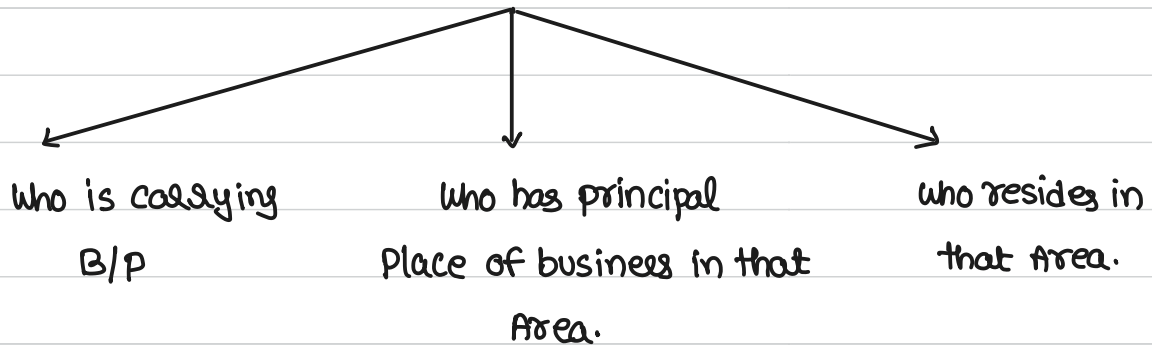 Who is carrying
B/P
Who has principal
Place of business in that
Area.
who resides in
that Area.